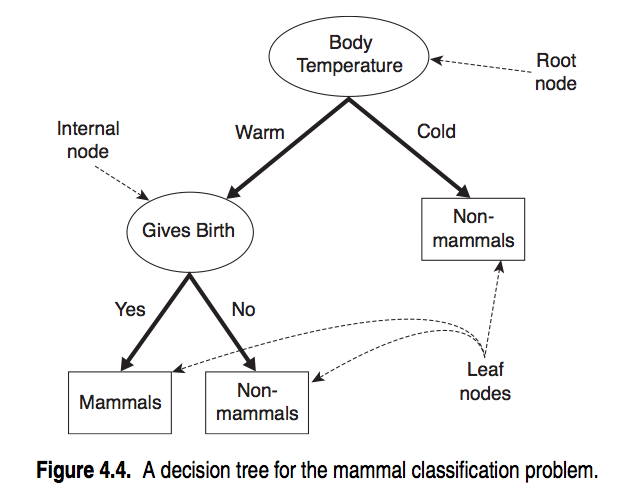 Body
Temperature
Root
node
Internal
node
Warm
Cold
Gives Birth
Non-
mammals
Yes
No
Mammals
Non-
mammals
Leaf
nodes
Figure 4.4. A decision tree for the mammal classification problem.